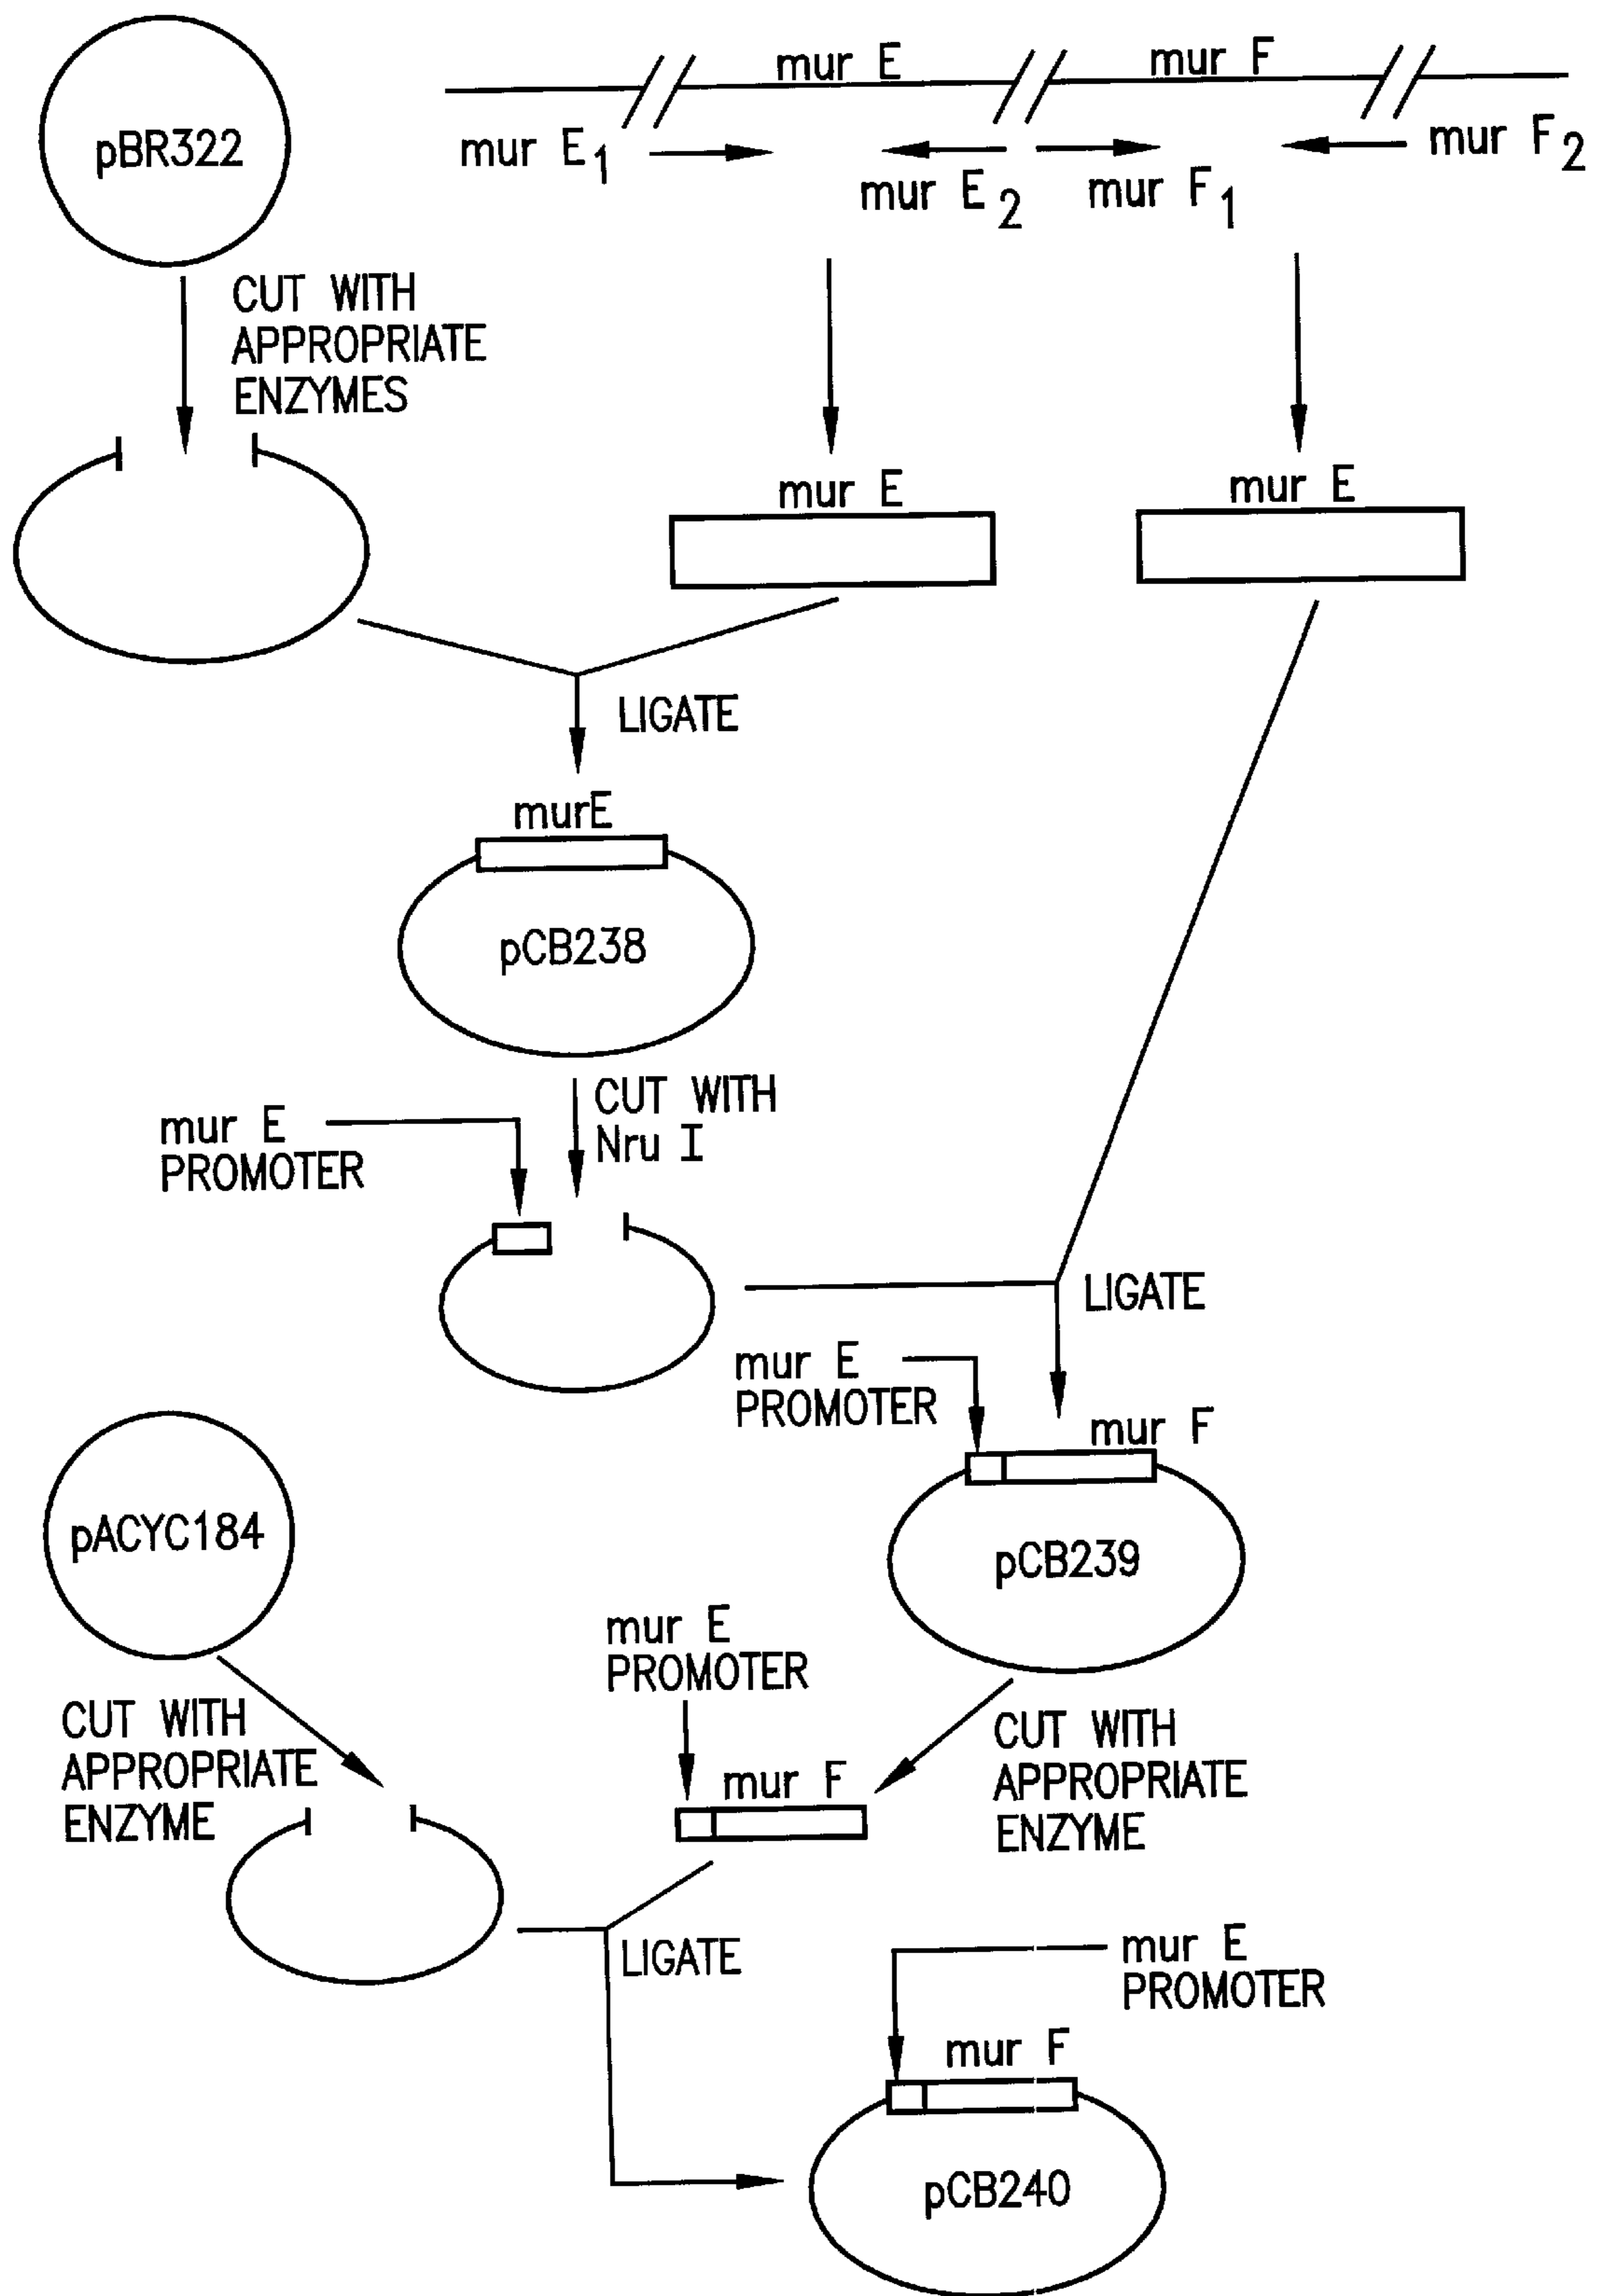 pBR322
mur E
mur F
mur E1
mur E2
mur F1
mur F2
CUT WITH
APPROPRIATE
ENZYMES
mur E
mur E
LIGATE
murE
pCB238
CUT WITH
Nru I
mur E
PROMOTER
LIGATE
mur E
PROMOTER
mur F
pCB239
pACYC184
mur E
PROMOTER
CUT WITH
APPROPRIATE
ENZYME
mur F
CUT WITH
APPROPRIATE
ENZYME
LIGATE
mur E
PROMOTER
mur F
pCB240